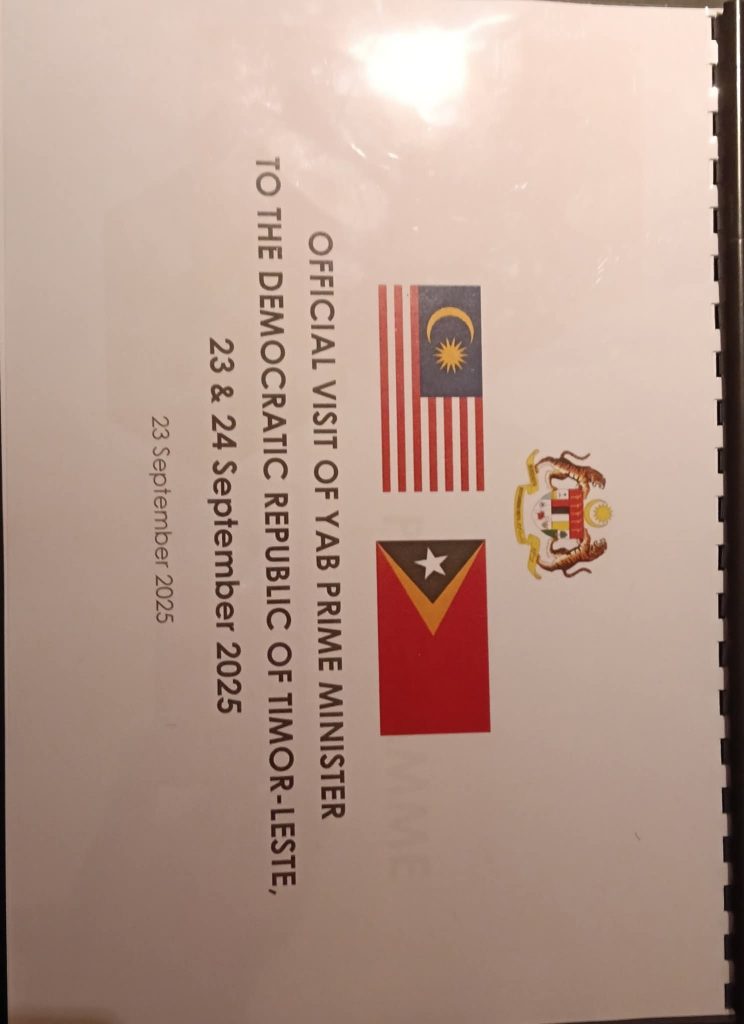 OFFICIAL VISIT OF YAB PRIME MINISTER
TO THE DEMOCRATIC REPUBLIC OF TIMOR-LESTE,
23 & 24 September 2025
23 September 2025